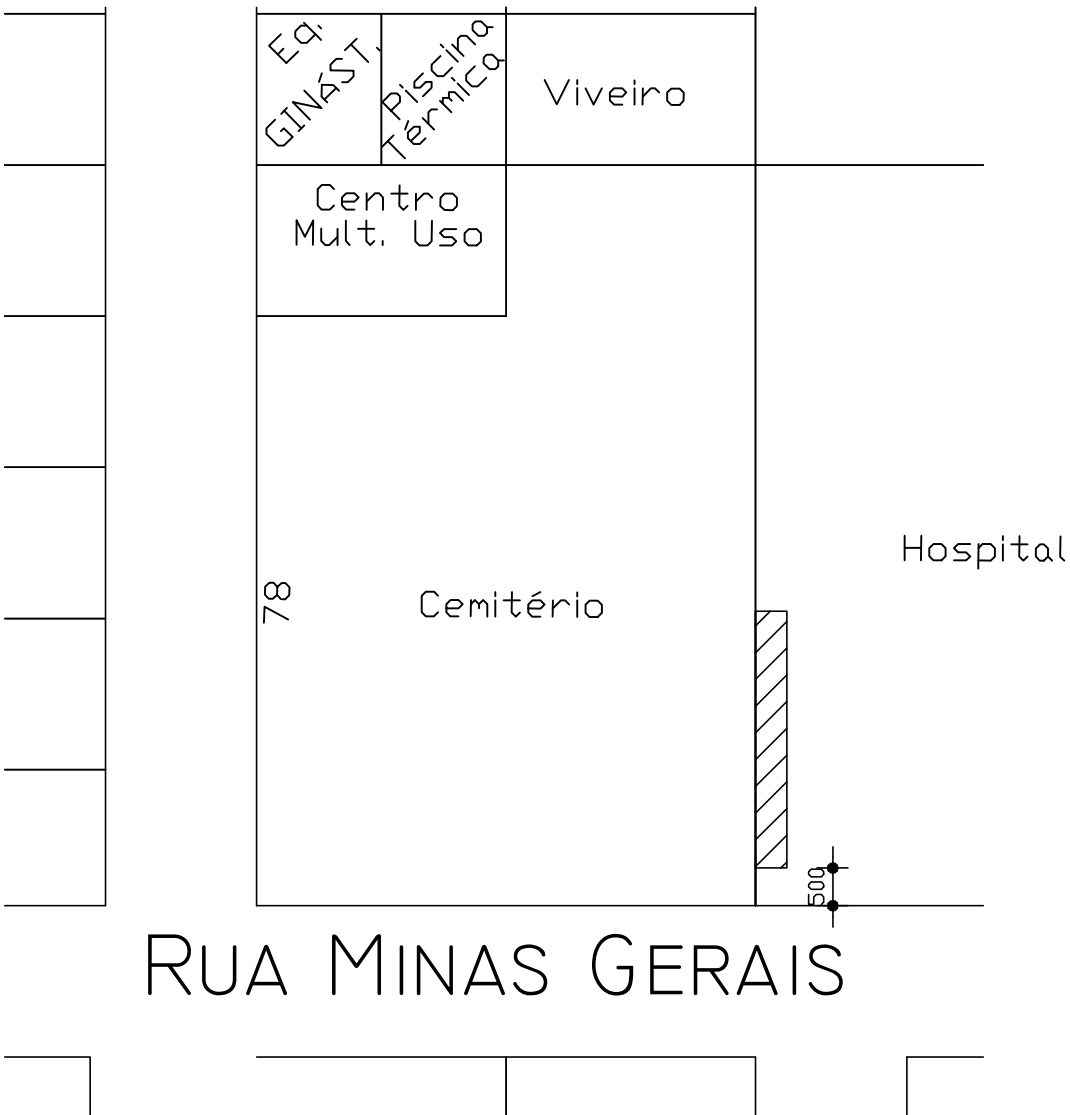 Eq.
GINÁST.
Piscina
Térmica
Viveiro
Centro
Mult. Uso
Hospital
78
Cemitério
500
RUA MINAS GERAIS